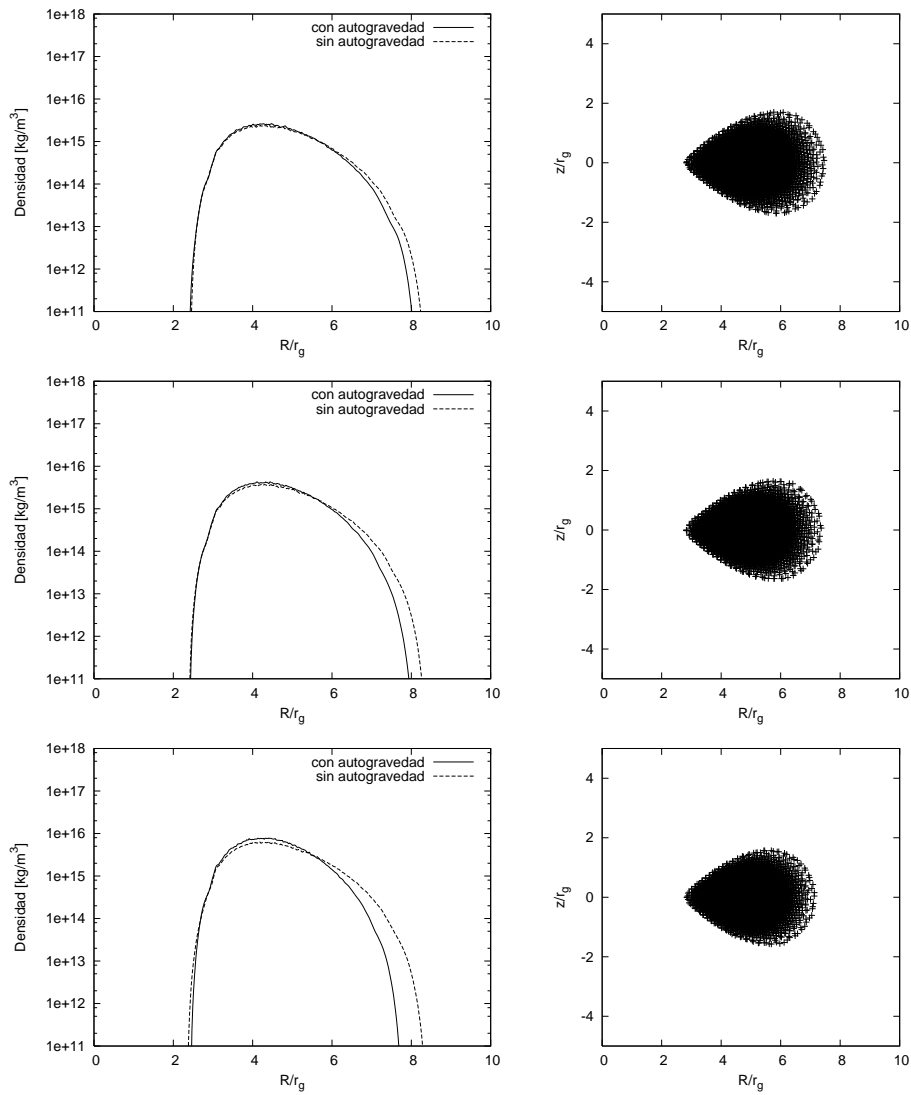 1e+18
1e+17
1e+16
1e+15
1e+14
1e+13
1e+12
1e+11
0 2 4 6 8 10
Densidad [kg/m3]
R/rg
con autogravedad
sin autogravedad
4
2
0
-2
-4
0 2 4 6 8 10
z/rg
R/rg
1e+18
1e+17
1e+16
1e+15
1e+14
1e+13
1e+12
1e+11
0 2 4 6 8 10
Densidad [kg/m3]
R/rg
con autogravedad
sin autogravedad
4
2
0
-2
-4
0 2 4 6 8 10
z/rg
R/rg
1e+18
1e+17
1e+16
1e+15
1e+14
1e+13
1e+12
1e+11
0 2 4 6 8 10
Densidad [kg/m3]
R/rg
con autogravedad
sin autogravedad
4
2
0
-2
-4
0 2 4 6 8 10
z/rg
R/rg